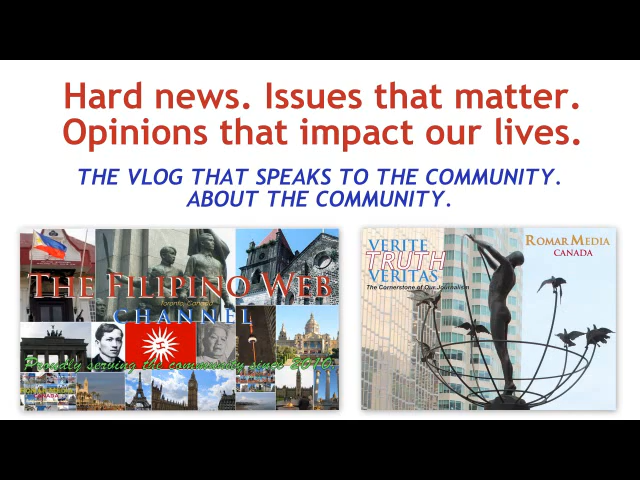 Hard news. Issues that matter.
Opinions that impact our lives.
THE VLOG THAT SPEAKS TO THE COMMUNITY.
ABOUT THE COMMUNITY.
THE FILIPINO WEB
Toronto, Canada
CHANNEL
Proudly serving the community since 2010.
CANADA
VERITE
TRUTH
VERITAS
The Cornerstone of Our Journalism
ROMAR MEDIA
CANADA